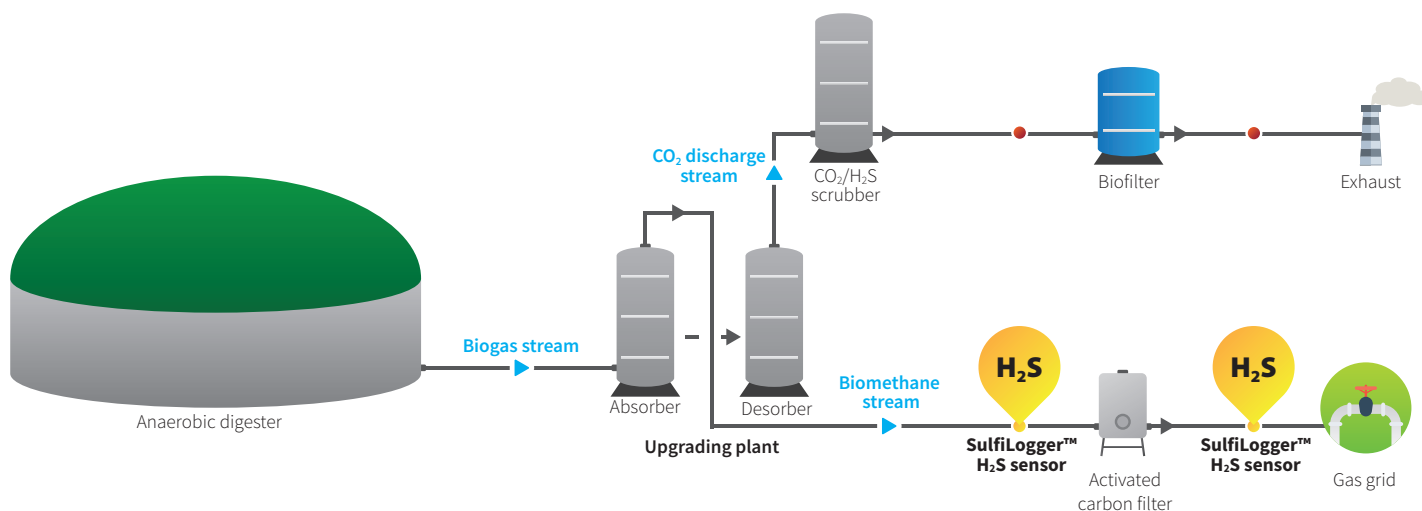 CO₂ discharge
stream
CO₂/H₂S
scrubber
Biofilter
Exhaust
Biogas stream
Anaerobic digester
Absorber
Desorber
Upgrading plant
Biomethane
stream
H₂S
SulfiLogger™
H₂S sensor
Activated
carbon filter
H₂S
SulfiLogger™
H₂S sensor
Gas grid